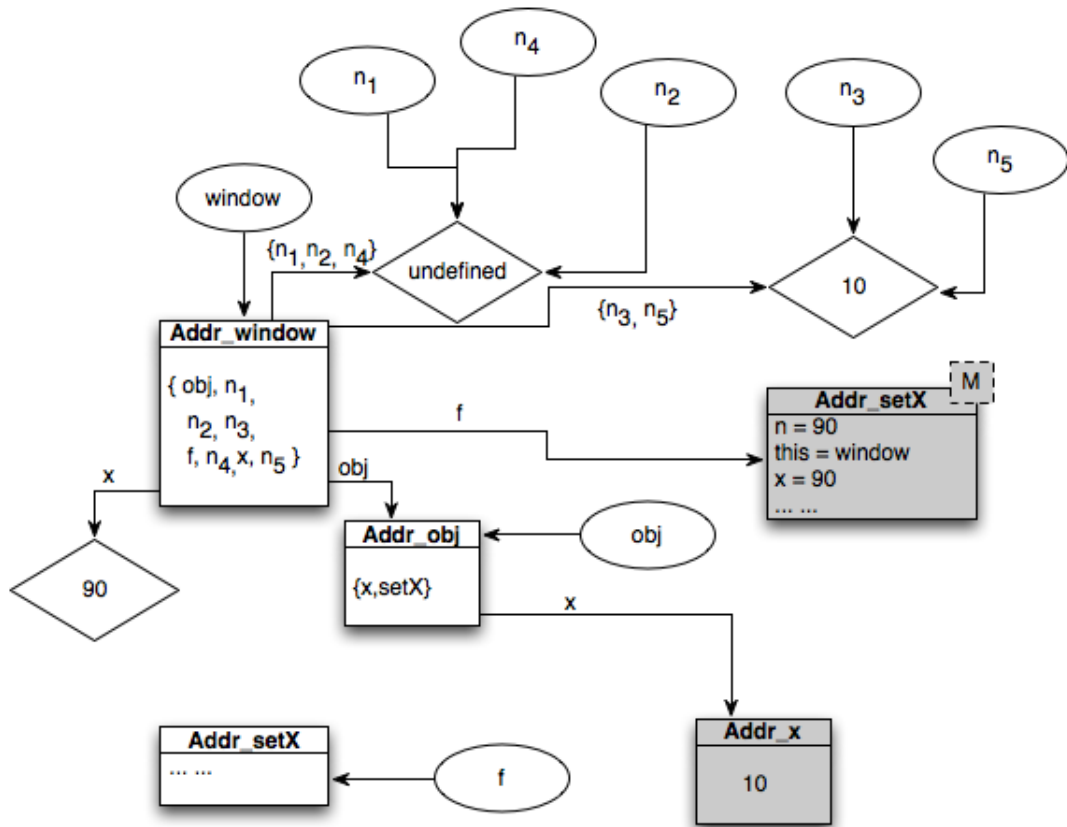 n4
n1
n2
n3
n5
window
{n1,n2, n4}
undefined
10
{n3, n5}
Addr_window
{ obj, n1,
n2, n3,
f, n4,x, n5 }
M
Addr_setX
n = 90
this = window
x = 90
... ...
f
obj
x
90
Addr_obj
{x,setX}
obj
x
Addr_setX
... ...
f
Addr_x
10